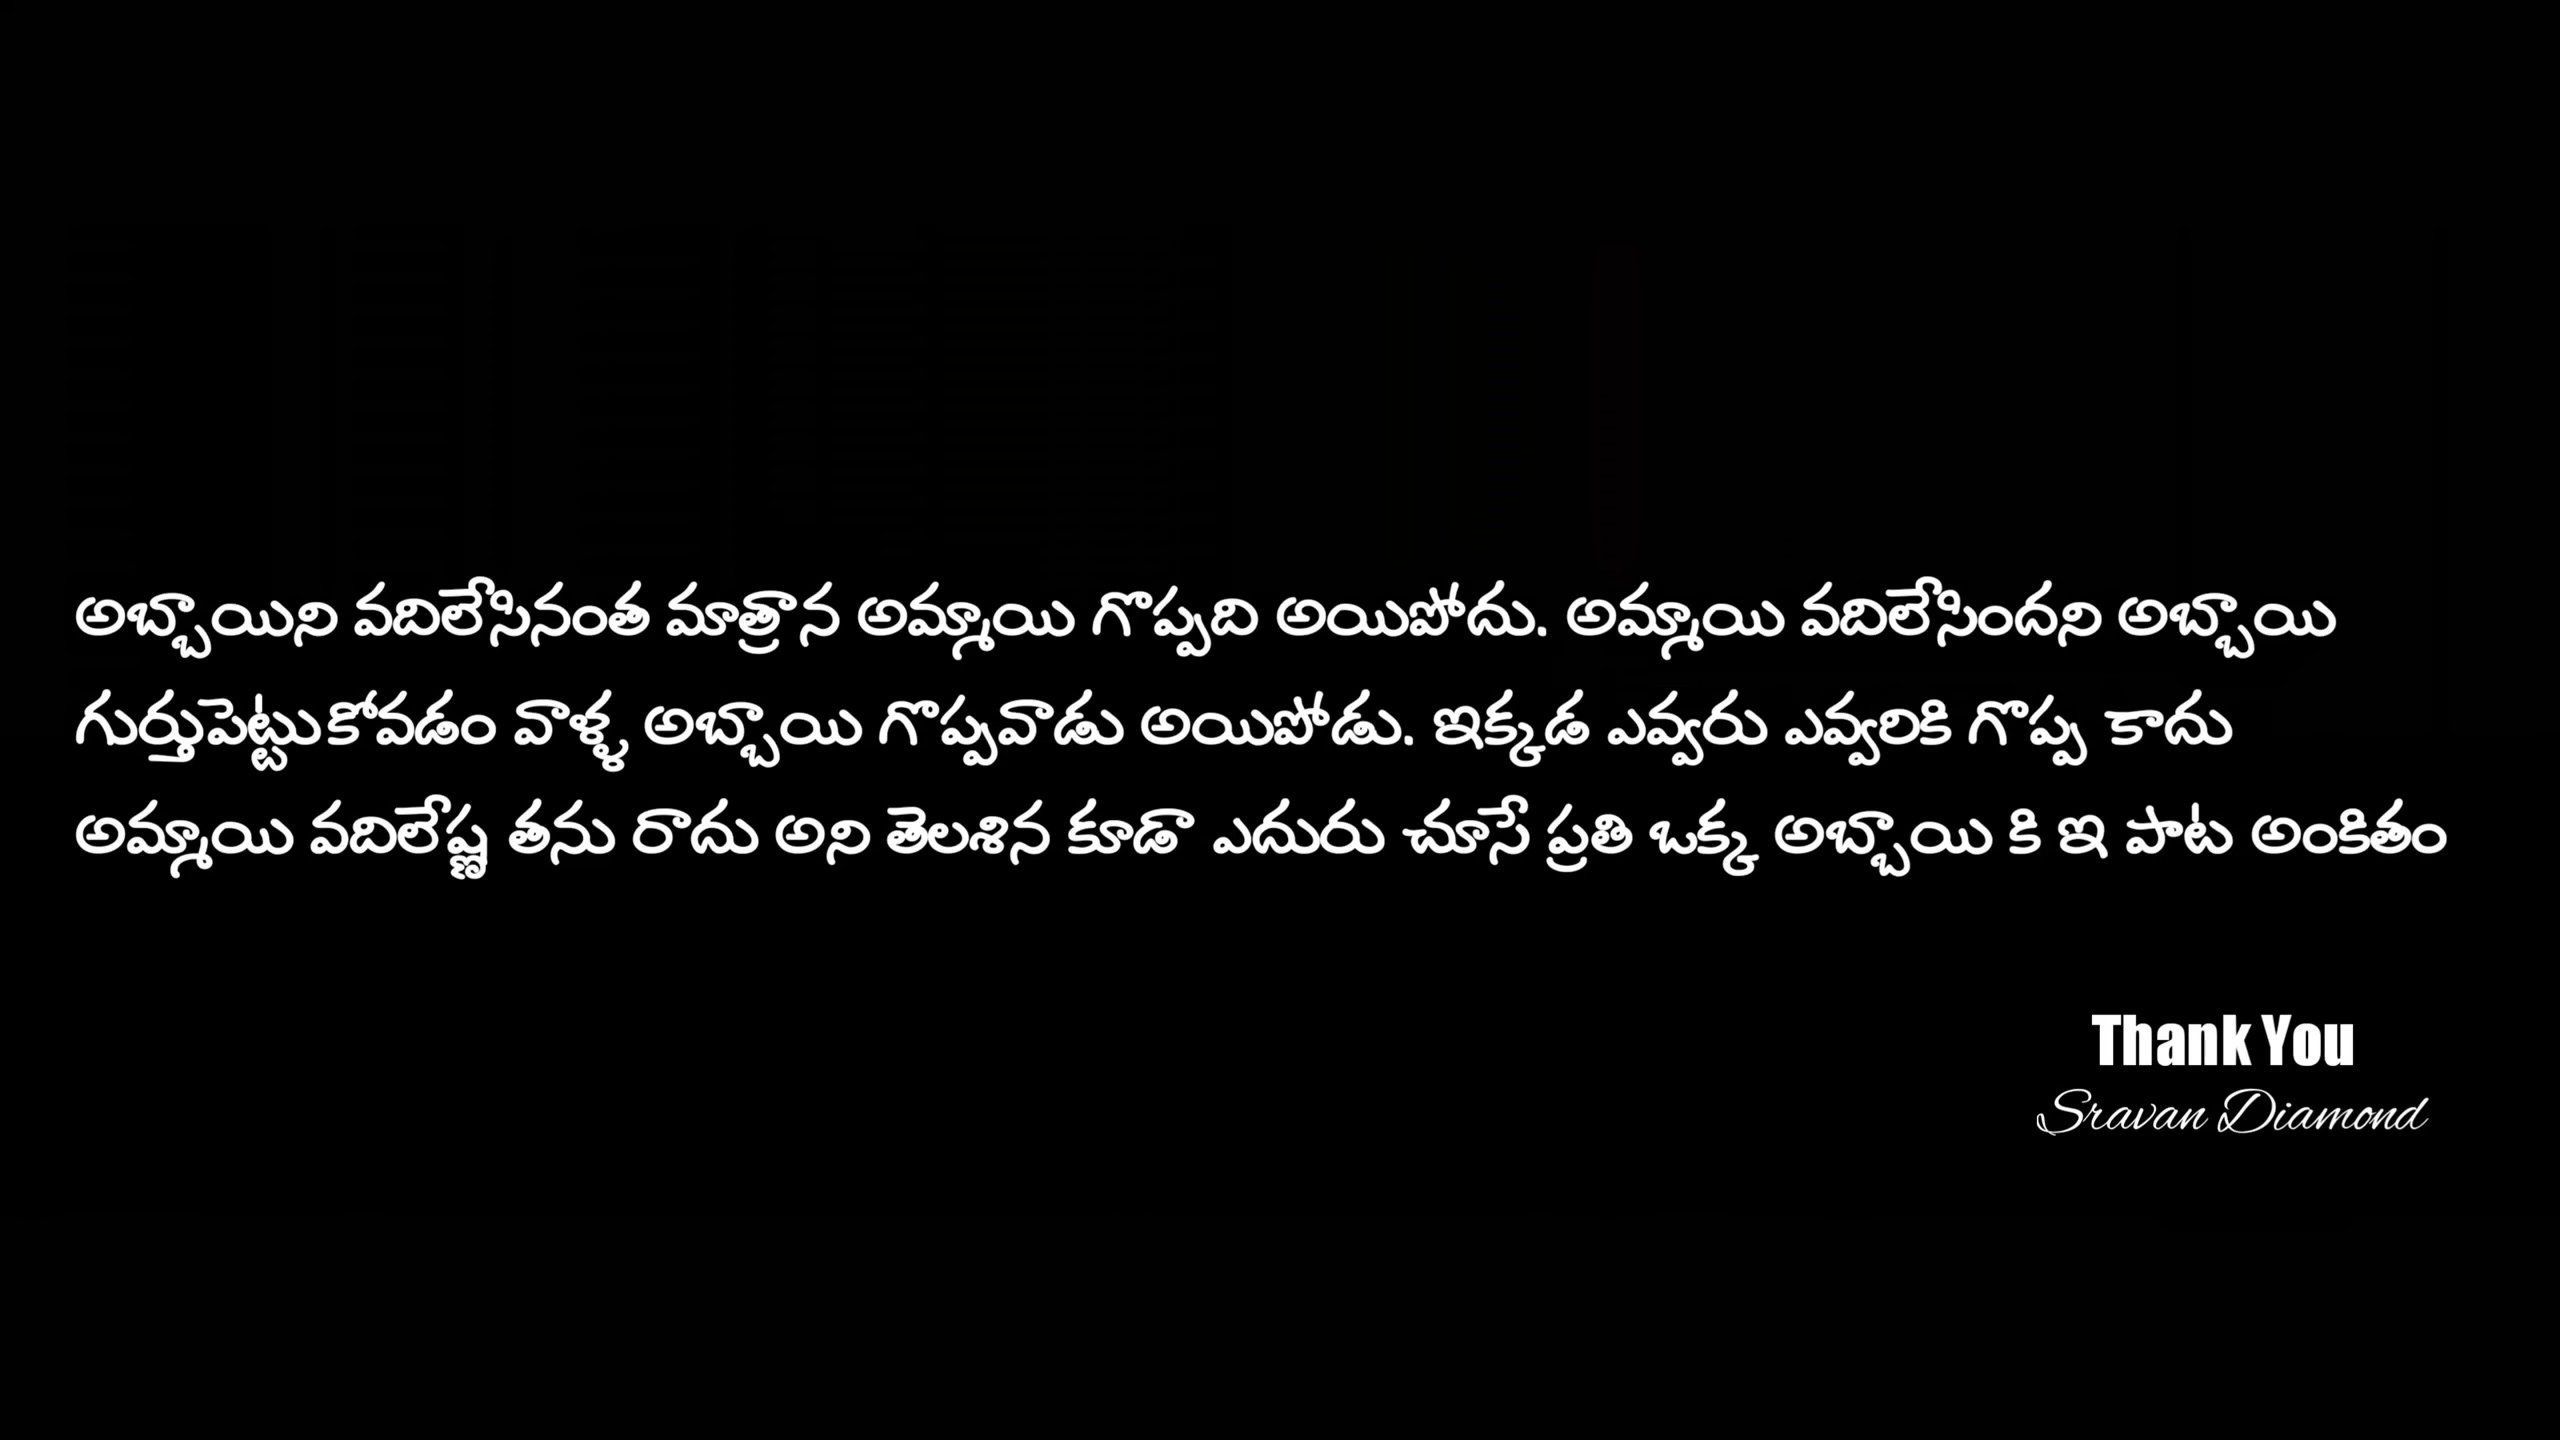 అబ్బాయిని వదిలేసినంత మాత్రాన అమ్మాయి గొప్పది అయిపోదు. అమ్మాయి వదిలేసిందని అబ్బాయి
గుర్తుపెట్టుకోవడం వాళ్ళ అబ్బాయి గొప్పవాడు అయిపోడు. ఇక్కడ ఎవ్వరు ఎవ్వరికి గొప్ప కాదు
అమ్మాయి వదిలేష్ణ తను రాదు అని తెలశిన కూడా ఎదురు చూసే ప్రతి ఒక్క అబ్బాయి కి ఇ పాట అంకితం
Thank You
Sravan Diamond